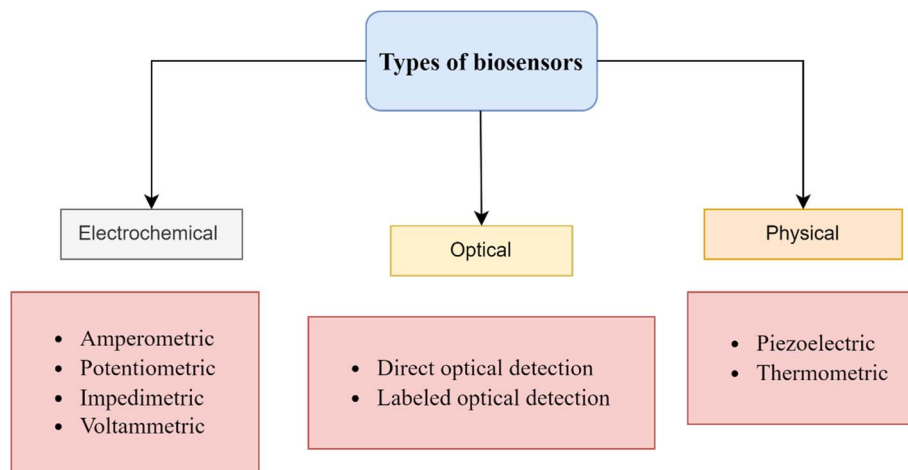 Types of biosensors
Electrochemical
Optical
Physical
• Amperometric
• Potentiometric
• Impedimetric
• Voltammetric
• Direct optical detection
• Labeled optical detection
• Piezoelectric
• Thermometric